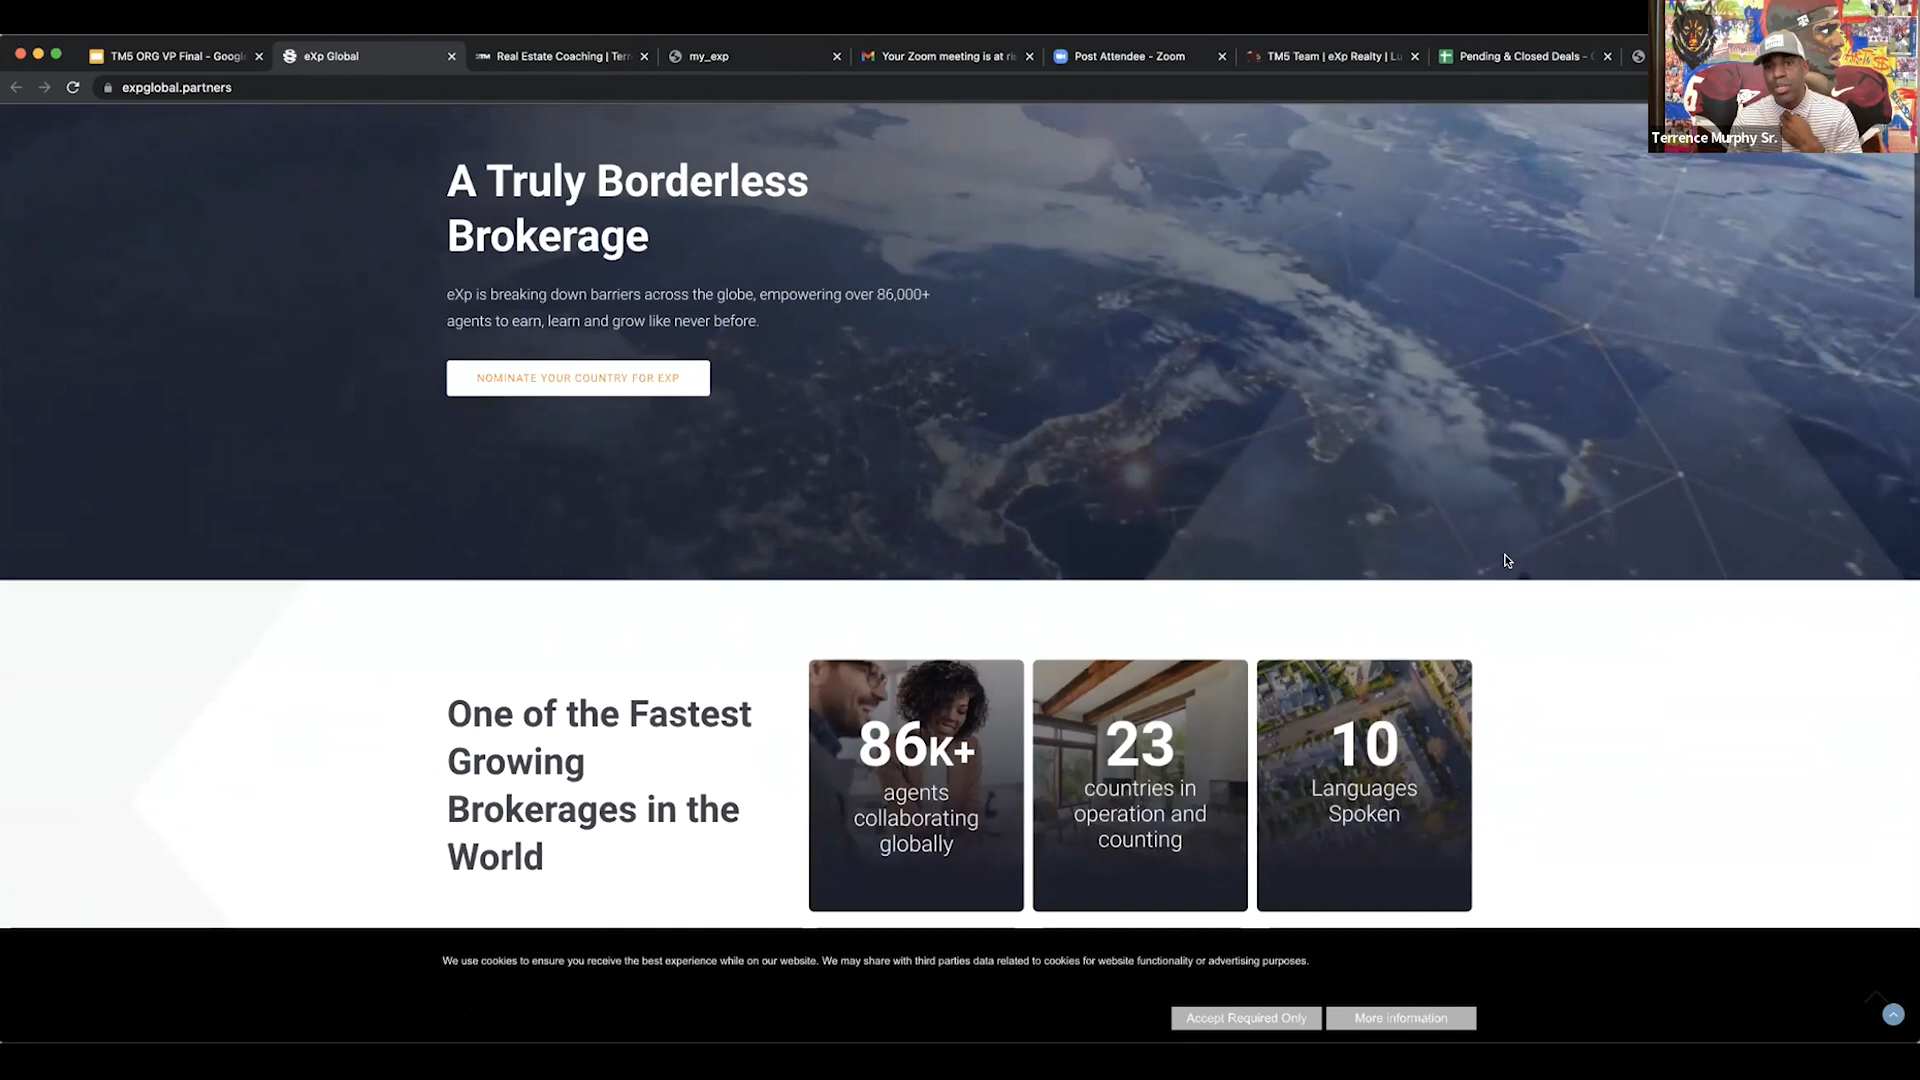 TM5 ORG VP Final - Googl
eXp Global
Real Estate Coaching | Terr
my_exp
Your Zoom meeting is at ris
Post Attendee - Zoom
TM5 Team | eXp Realty | Lu
Pending & Closed Deals -
expglobal.partners
Terrence Murphy Sr.
A Truly Borderless
Brokerage
eXp is breaking down barriers across the globe, empowering over 86,000+
agents to earn, learn and grow like never before.
NOMINATE YOUR COUNTRY FOR EXP
One of the Fastest
Growing
Brokerages in the
World
86K+
agents
collaborating
globally
23
countries in
operation and
counting
10
Languages
Spoken
We use cookies to ensure you receive the best experience while on our website. We may share with third parties data related to cookies for website functionality or advertising purposes.
Accept Required Only
More information